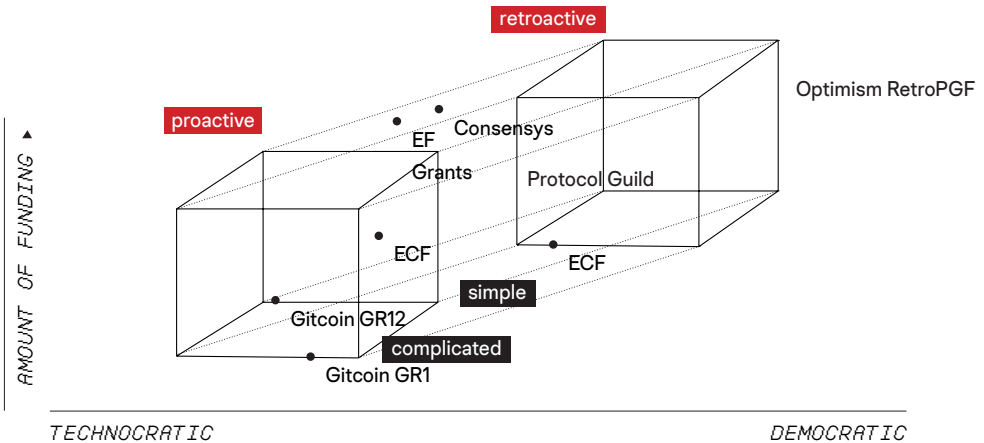 retroactive
Optimism RetroPGF
proactive
Consensys
EF
Grants
Protocol Guild
ECF
ECF
simple
Gitcoin GR12
complicated
Gitcoin GR1
AMOUNT OF FUNDING ▲
TECHNOCRATIC
DEMOCRATIC